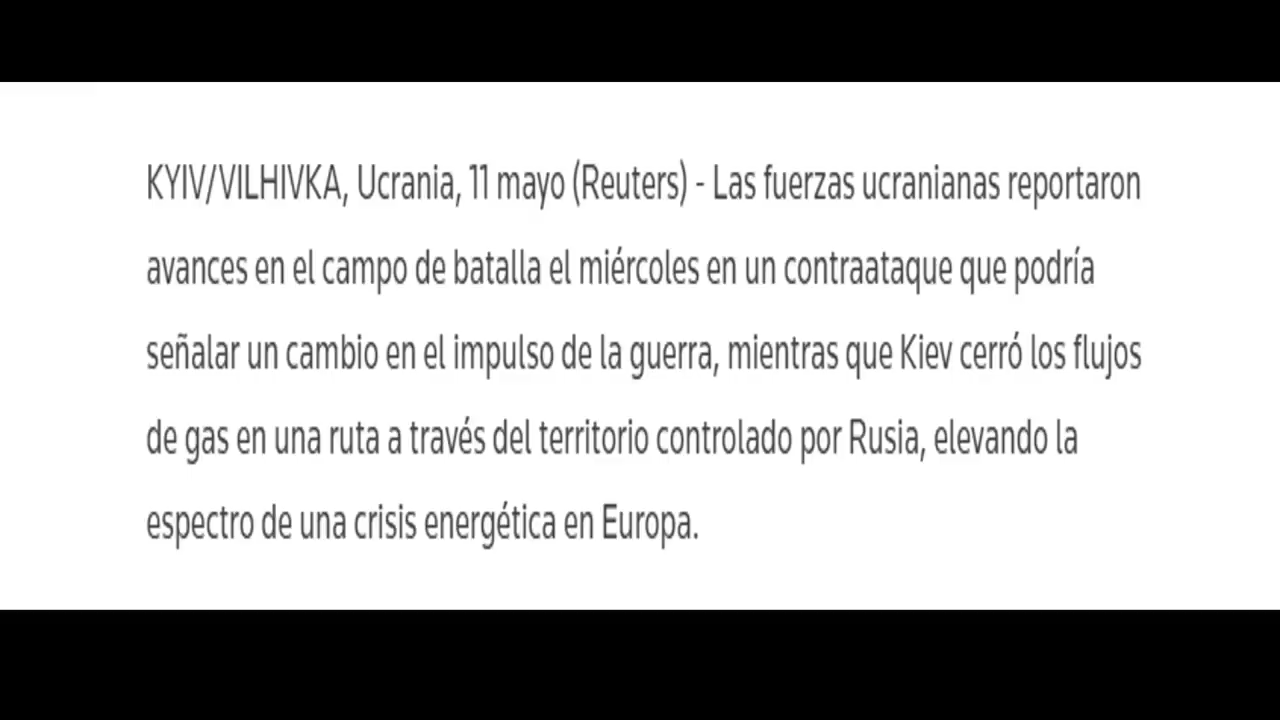 KYIV/VILHIVKA, Ucrania, 11 mayo (Reuters) - Las fuerzas ucranianas reportaron
avances en el campo de batalla el miércoles en un contraataque que podría
señalar un cambio en el impulso de la guerra, mientras que Kiev cerró los flujos
de gas en una ruta a través del territorio controlado por Rusia, elevando la
espectro de una crisis energética en Europa.